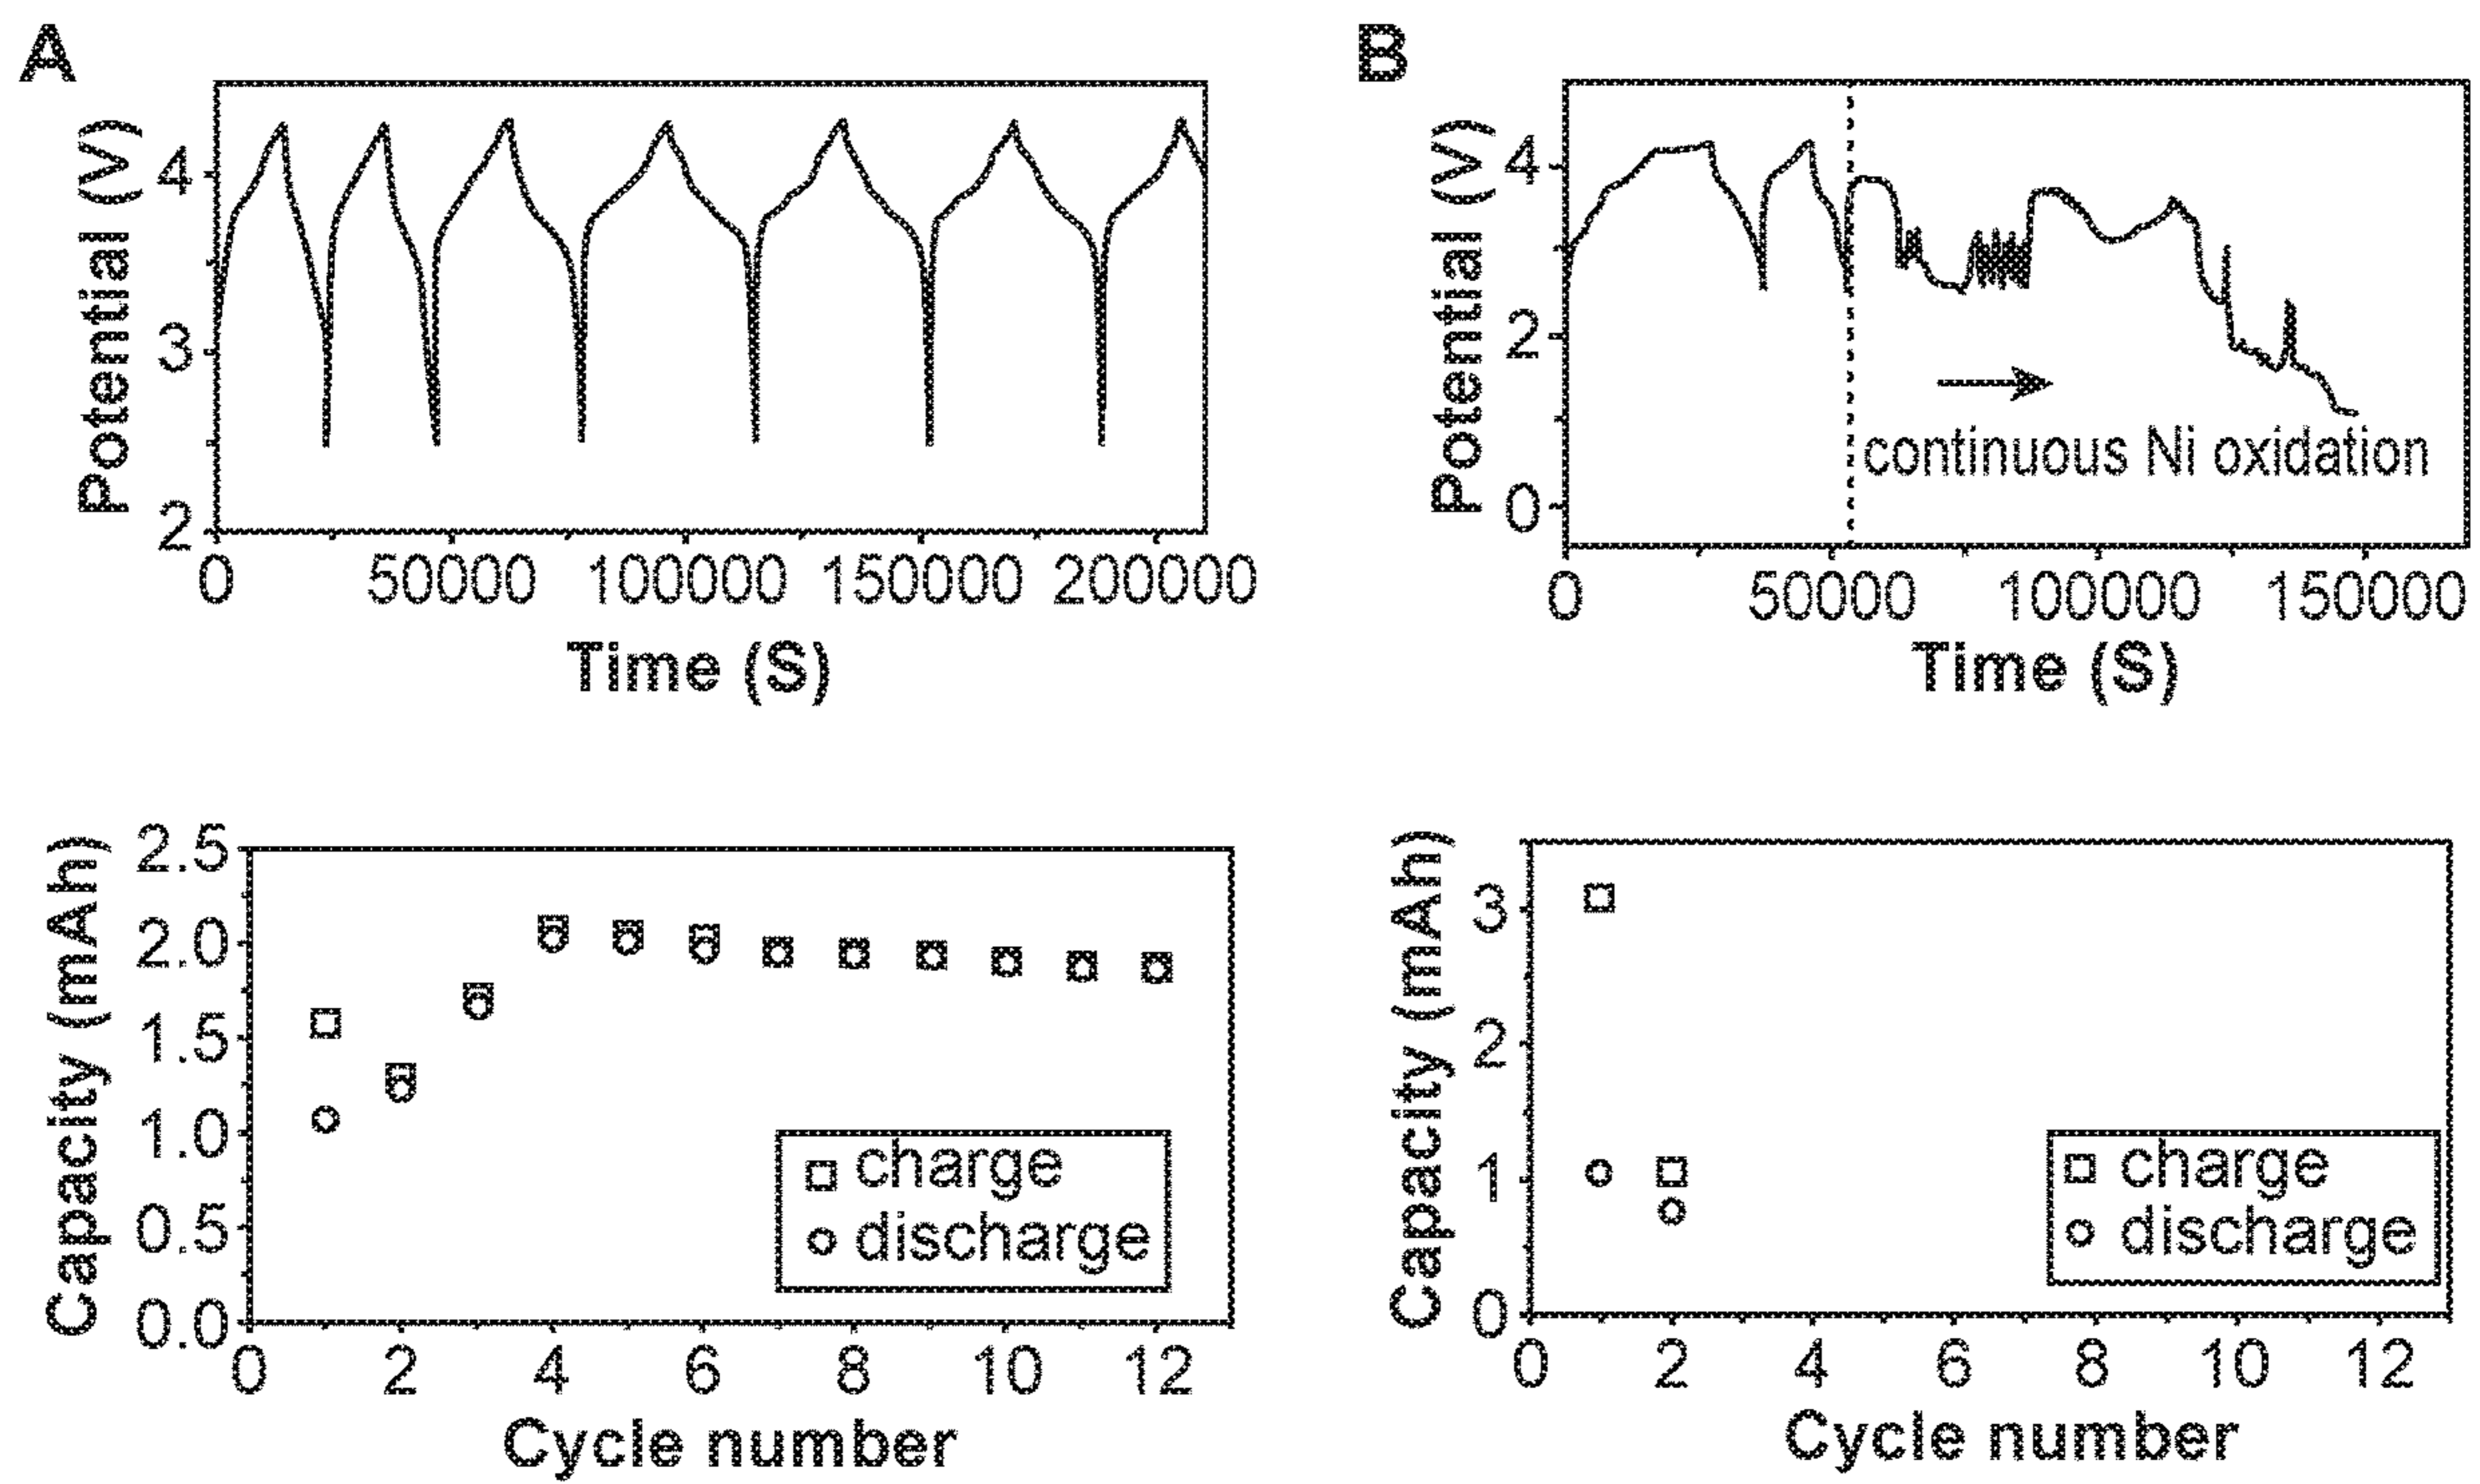 A
Potential (V)
4
3
2
0 50000 100000 150000 200000
Time (S)
B
Potential (V)
4
2
0
continuous Ni oxidation
0 50000 100000 150000
Time (S)
Capacity (mAh)
2.5
2.0
1.5
1.0
0.5
0.0
charge
discharge
0 2 4 6 8 10 12
Cycle number
Capacity (mAh)
3
2
1
0
charge
discharge
0 2 4 6 8 10 12
Cycle number